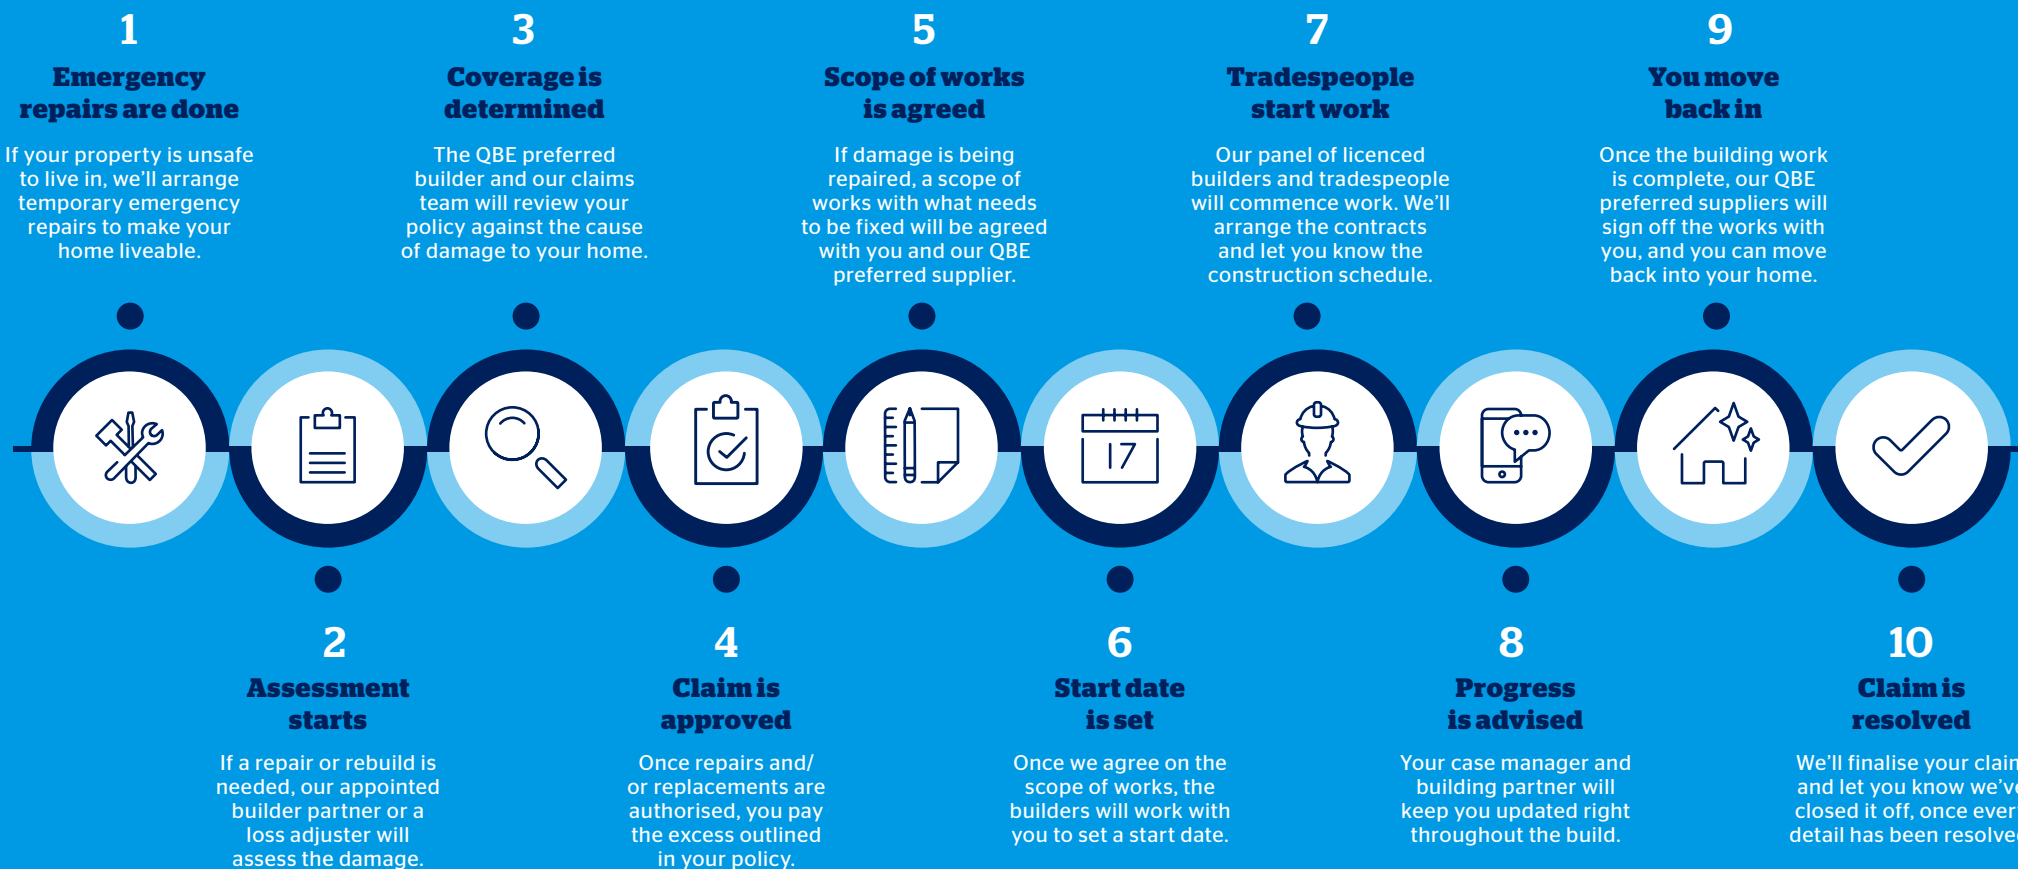 1
Emergency
repairs are done
If your property is unsafe
to live in, we'll arrange
temporary emergency
repairs to make your
home liveable.
2
Assessment
starts
If a repair or rebuild is
needed, our appointed
builder partner or a
loss adjuster will
assess the damage.
3
Coverage is
determined
The QBE preferred
builder and our claims
team will review your
policy against the cause
of damage to your home.
4
Claim is
approved
Once repairs and/
or replacements are
authorised, you pay
the excess outlined
in your policy.
5
Scope of works
is agreed
If damage is being
repaired, a scope of
works with what needs
to be fixed will be agreed
with you and our QBE
preferred supplier.
17
6
Start date
is set
Once we agree on the
scope of works, the
builders will work with
you to set a start date.
7
Tradespeople
start work
Our panel of licenced
builders and tradespeople
will commence work. We'll
arrange the contracts
and let you know the
construction schedule.
8
Progress
is advised
Your case manager and
building partner will
keep you updated right
throughout the build.
9
You move
back in
Once the building work
is complete, our QBE
preferred suppliers will
sign off the works with
you, and you can move
back into your home.
10
Claim is
resolved
We'll finalise your claim
and let you know we've
closed it off, once ever
detail has been resolve